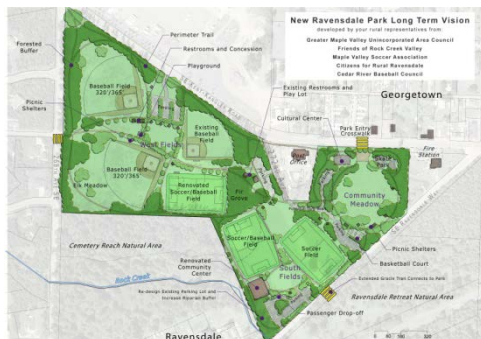 New Ravensdale Park Long Term Vision
developed by your rural representatives from:
Greater Maple Valley Unincorporated Area Council
Friends of Rock Creek Valley
Maple Valley Soccer Association
Citizens for Rural Ravensdale
Cedar River Baseball Council
Perimeter Trail
Restrooms and Concession
Playground
Forested
Buffer
Baseball Field
320'/365'
Existing Restrooms and
Play Lot
Georgetown
Cultural Center
Park Entry
Crosswalk
Picnic
Shelters
Existing
Baseball
Field
West Fields
Office
Fire
Station
Baseball Field
320'/365'
Elk Meadow
Renovated
Soccer/Baseball
Field
Fir
Grove
Community
Meadow
Cemetery Reach Natural Area
Soccer/Baseball
Field
Soccer
Field
Picnic Shelters
Basketball Court
Renovated
Community
Center
Rock Creek
South
Fields
Extended Gracie Trail Connects to Park
Re-design Existing Parking Lot and
Increase Riparian Buffer
Ravensdale Retreat Natural Area
Passenger Drop-off
Ravensdale